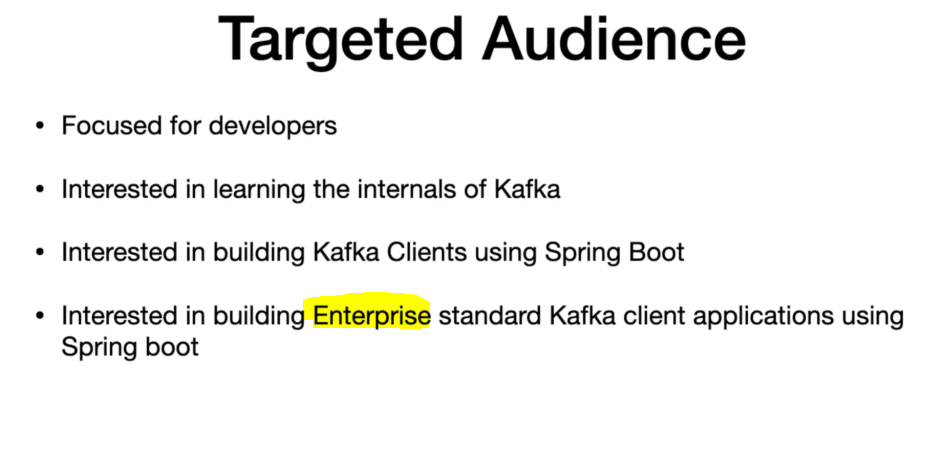 Targeted Audience
• Focused for developers
• Interested in learning the internals of Kafka
• Interested in building Kafka Clients using Spring Boot
• Interested in building Enterprise standard Kafka client applications using
Spring boot